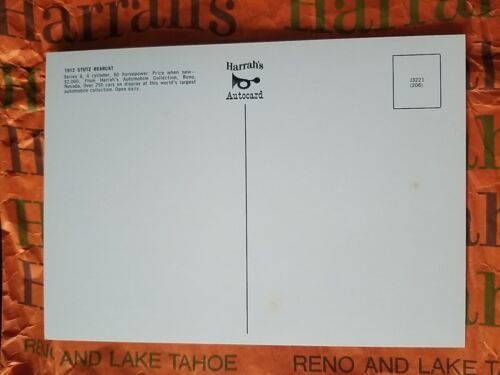 Harrah's
1912 STUTZ BEARCAT
Series A, 4 cylinder, 60 horsepower. Price when new—
$2,000. From Harrah's Automobile Collection, Reno,
Nevada. Over 750 cars on display at this world's largest
automobile collection. Open daily.
Harrah's
Autocard
13221
(206)
Harrah's
RENO AND LAKE TAHOE
RENO AND LAKE T